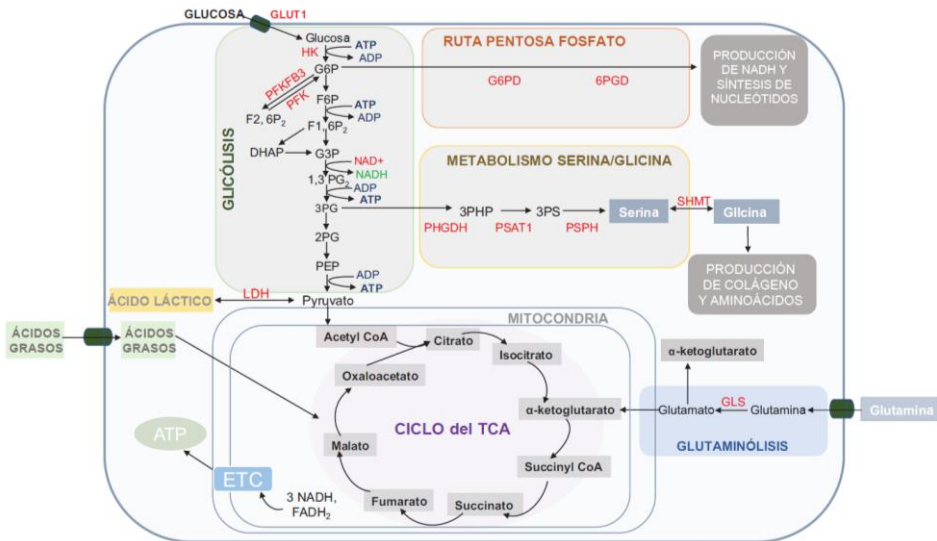 GLUCOSA
GLUT1
Glucosa
HK
ATP
ADP
G6P
PFKFB3
PFK
F2, 6P₂
F6P
ATP
ADP
F1, 6P₂
DHAP
G3P
NAD+
NADH
1,3 PG₂
ADP
ATP
3PG
2PG
PEP
ADP
ATP
GLICÓLISIS
Pyruvato
LDH
ÁCIDO LÁCTICO
RUTA PENTOSA FOSFATO
G6PD
6PGD
PRODUCCIÓN
DE NADH Y
SÍNTESIS DE
NUCLEÓTIDOS
METABOLISMO SERINA/GLICINA
3PHP
3PS
PHGDH
PSAT1
PSPH
Serina
SHMT
GlIcina
PRODUCCIÓN
DE COLÁGENO
Y AMINOÁCIDOS
ÁCIDOS
GRASOS
ÁCIDOS
GRASOS
MITOCONDRIA
Acetyl CoA
Citrato
Isocitrato
α-ketoglutarato
Succinyl CoA
Succinato
Fumarato
Malato
Oxaloacetato
CICLO del TCA
ATP
ETC
3 NADH,
FADH₂
α-ketoglutarato
Glutamato
GLS
Glutamina
Glutamina
GLUTAMINÓLISIS